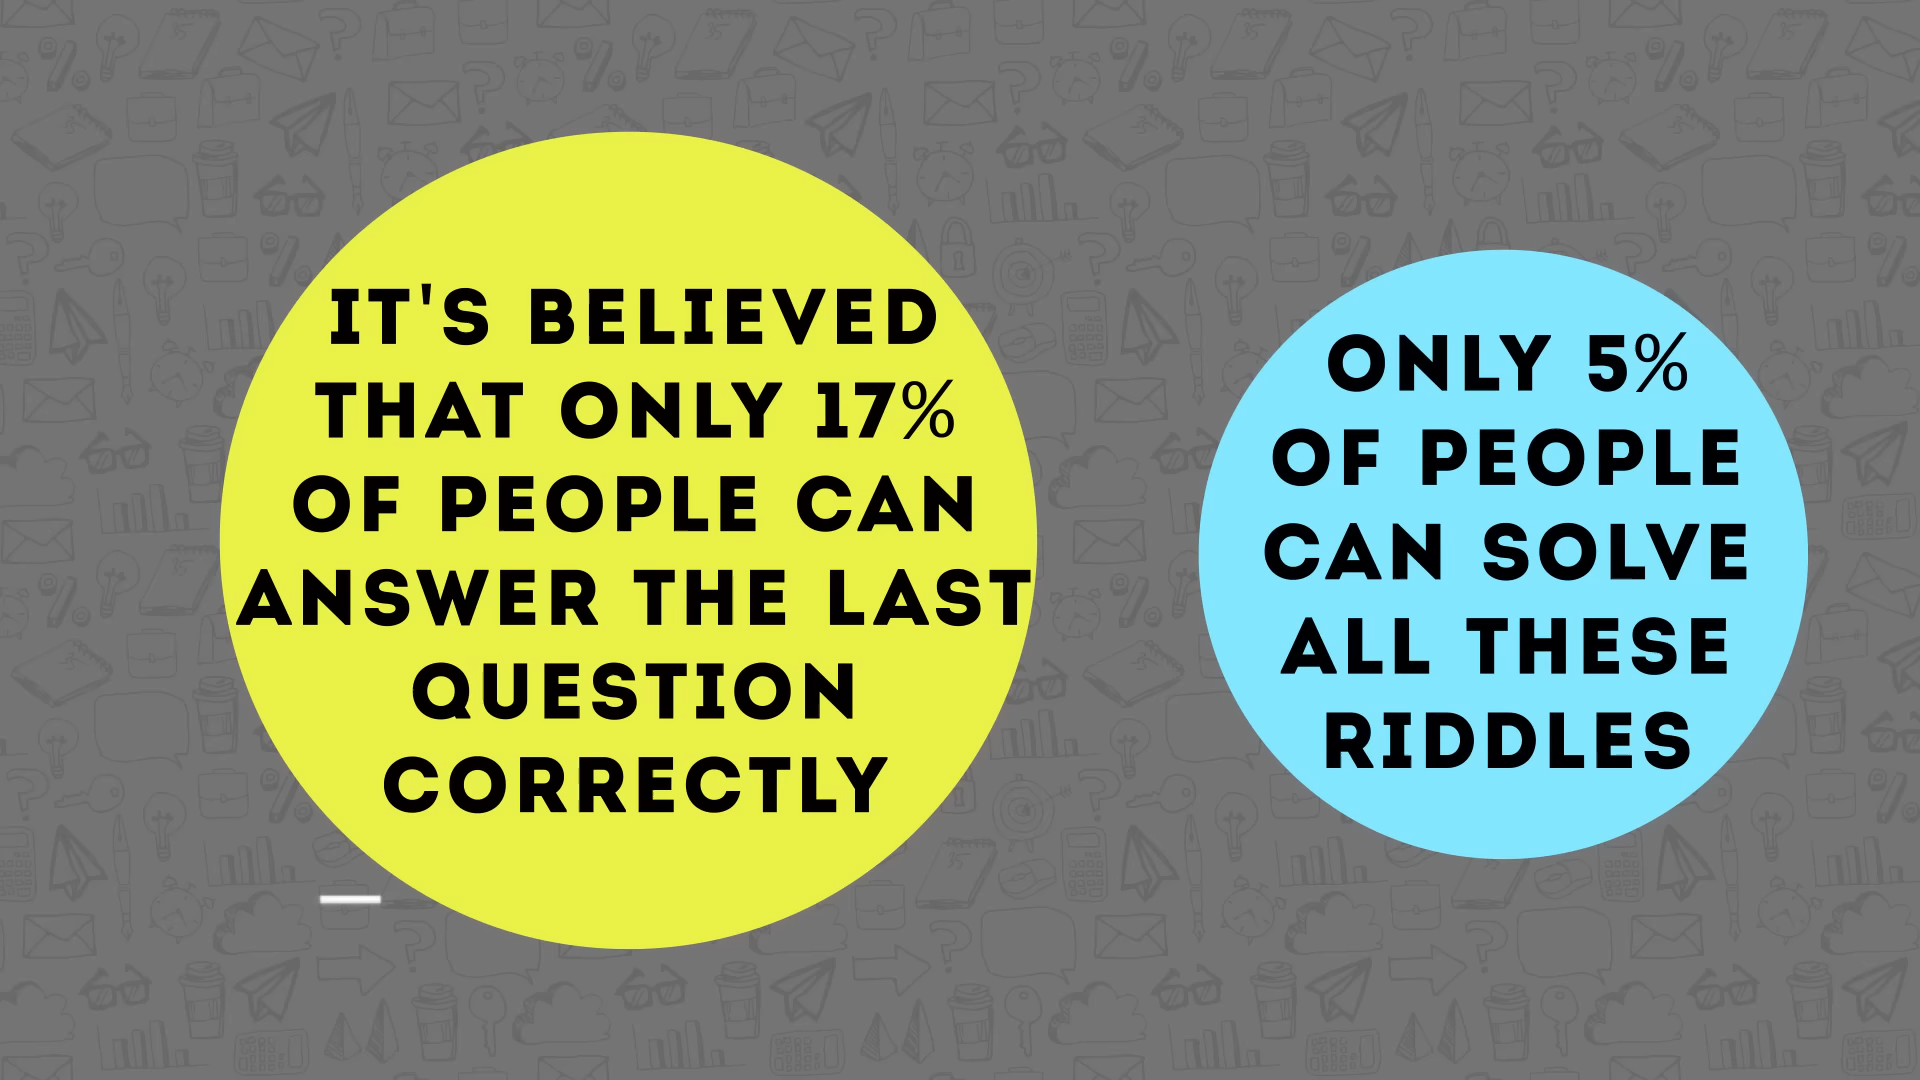 IT'S BELIEVED
THAT ONLY 17%
OF PEOPLE CAN
ANSWER THE LAST
QUESTION
CORRECTLY
ONLY 5%
OF PEOPLE
CAN SOLVE
ALL THESE
RIDDLES